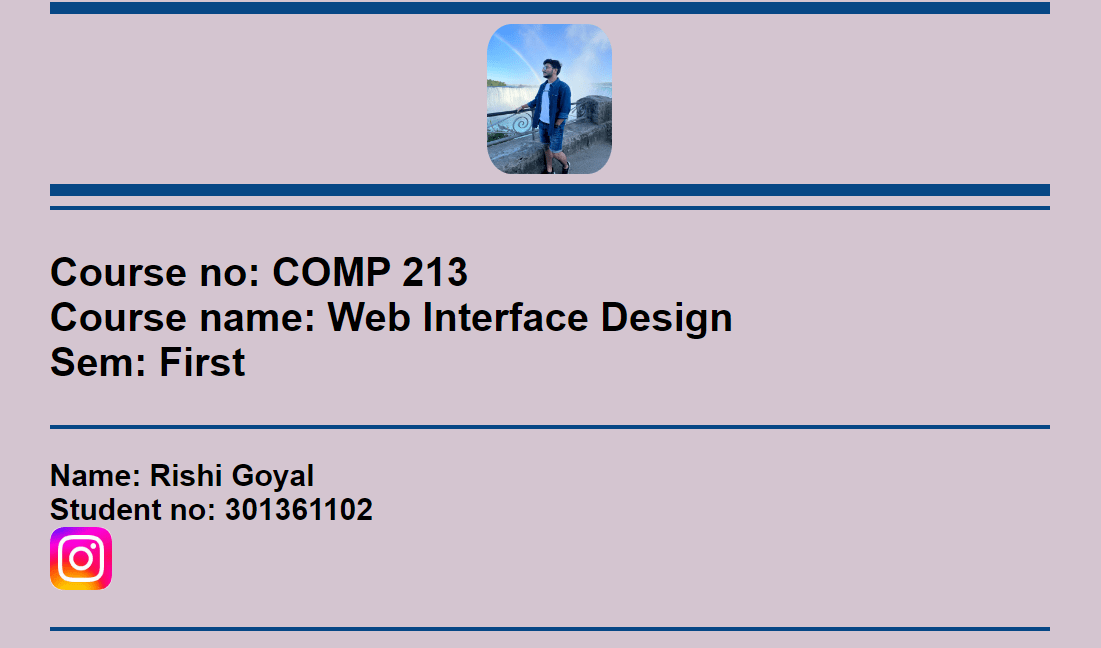 Course no: COMP 213
Course name: Web Interface Design
Sem: First
Name: Rishi Goyal
Student no: 301361102